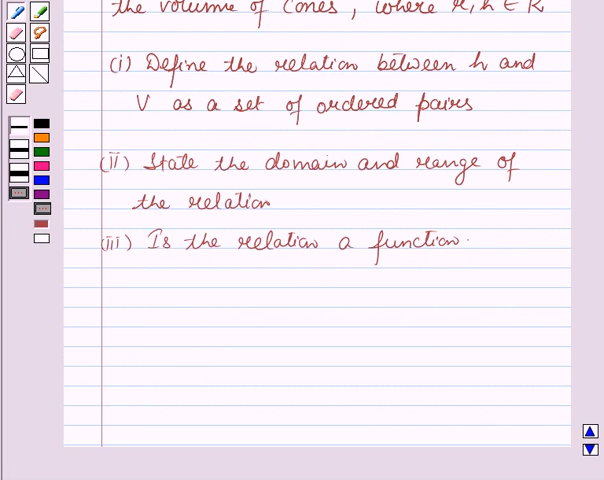 the volume of Cones, where r, h ∈ R
(i) Define the relation between h and
V as a set of ordered pairs
(ii) State the domain and range of
the relation
(iii) Is the relation a function.